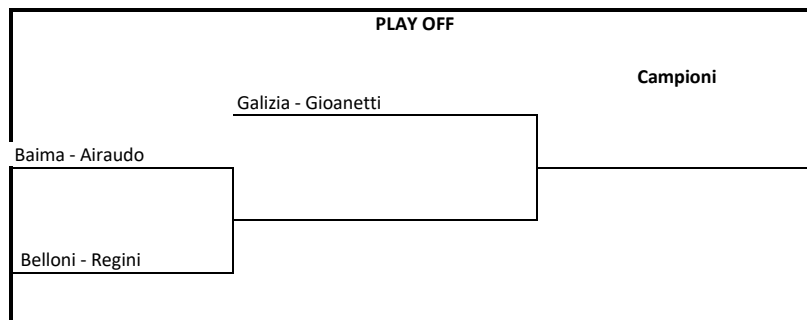 PLAY OFF
Campioni
Galizia - Gioanetti
Baima - Airaudo
Belloni - Regini